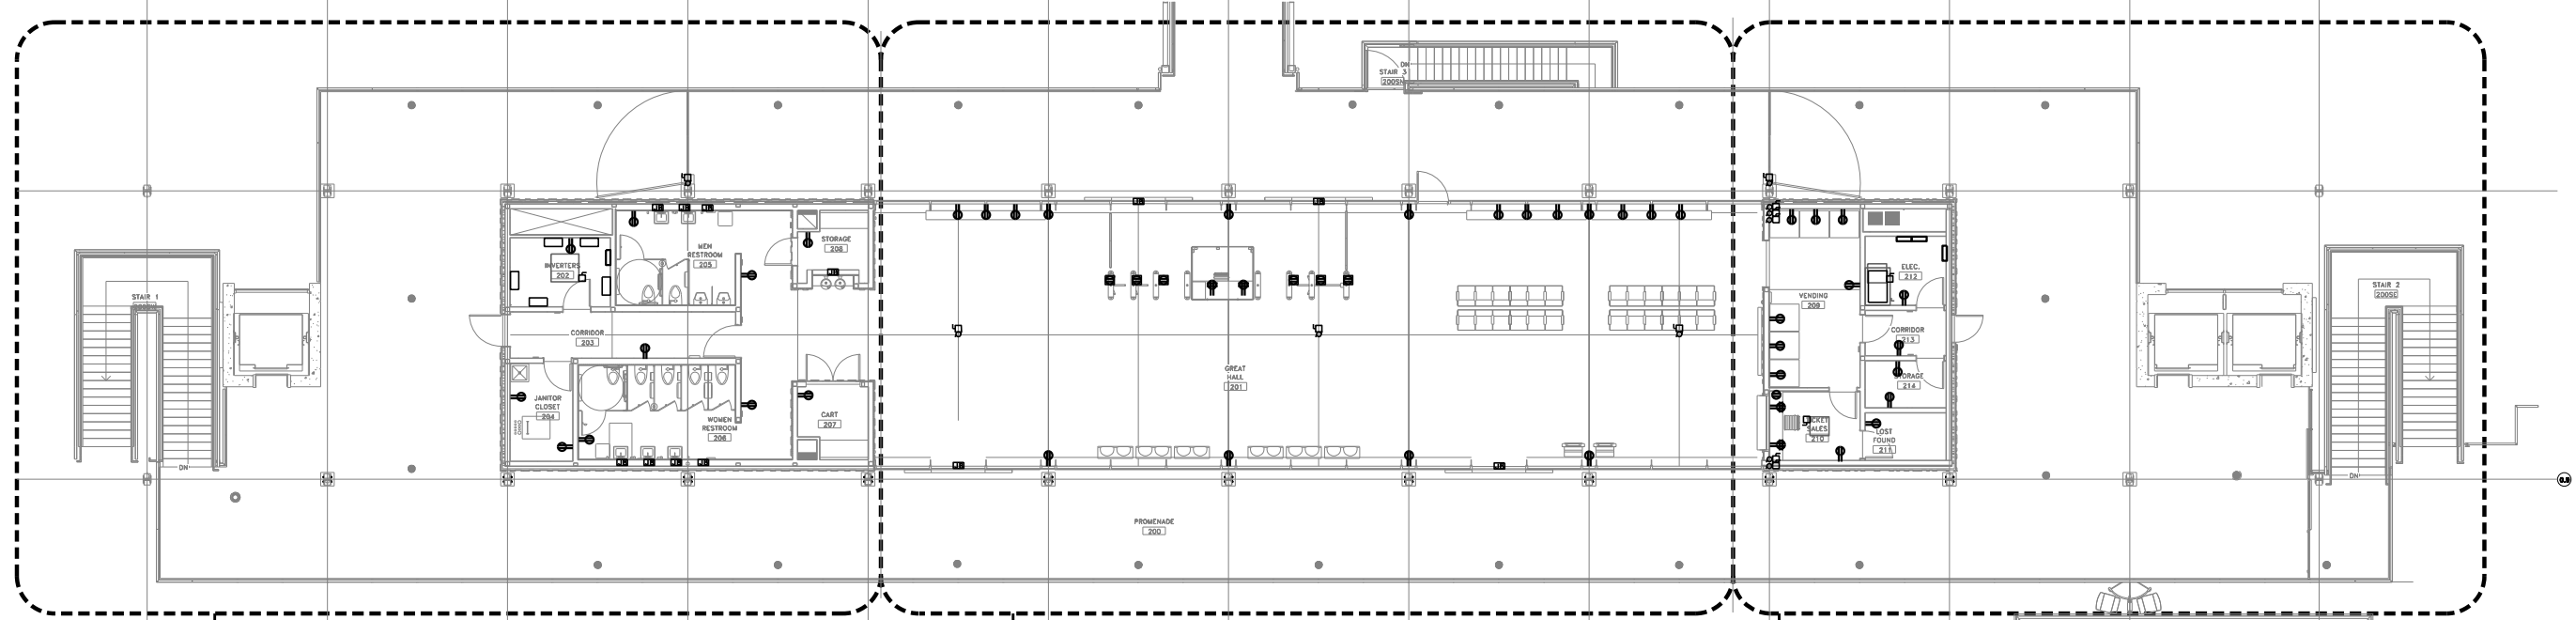 DN
STAIR 3
MEN
RESTROOM
205
STORAGE
208
INVERTERS
202
ELEC.
212
STAIR 1
STAIR 2
200SE
VENDING
209
CORRIDOR
203
CORRIDOR
213
GREAT
HALL
201
STORAGE
214
JANITOR
CLOSET
204
CART
207
WOMEN
RESTROOM
206
SALES
210
LOST
FOUND
211
DN
DN
PROMENADE
200